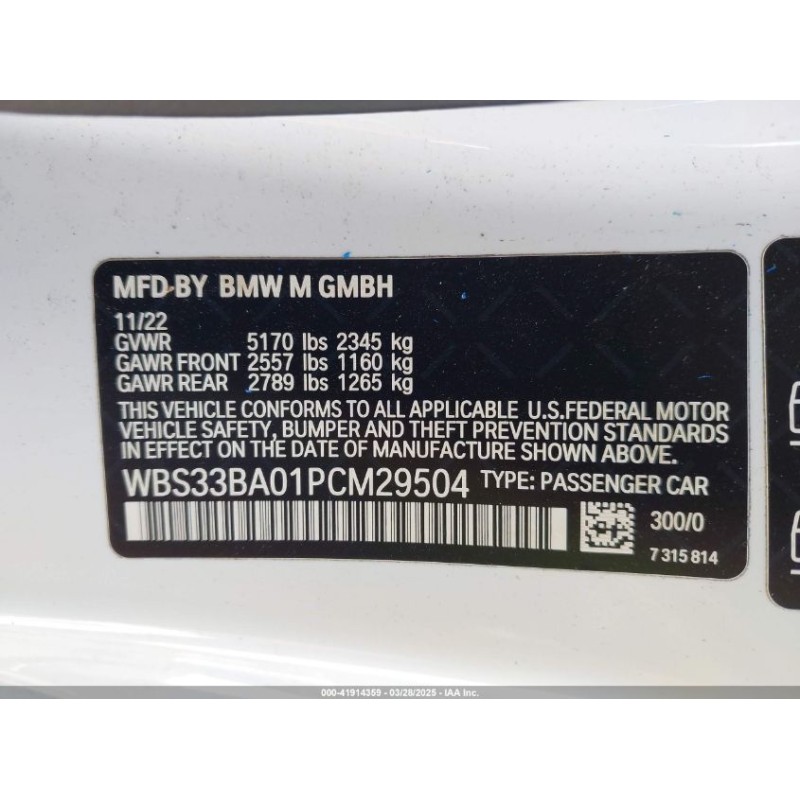 MFD BY BMW M GMBH
11/22
GVWR 5170 lbs 2345 kg
GAWR FRONT 2557 lbs 1160 kg
GAWR REAR 2789 lbs 1265 kg
THIS VEHICLE CONFORMS TO ALL APPLICABLE U.S.FEDERAL MOTOR
VEHICLE SAFETY, BUMPER AND THEFT PREVENTION STANDARDS
IN EFFECT ON THE DATE OF MANUFACTURE SHOWN ABOVE.
WBS33BA01PCM29504 TYPE: PASSENGER CAR
300/0
7 315 814
000-41914359 - 03/28/2025 - IAA Inc.